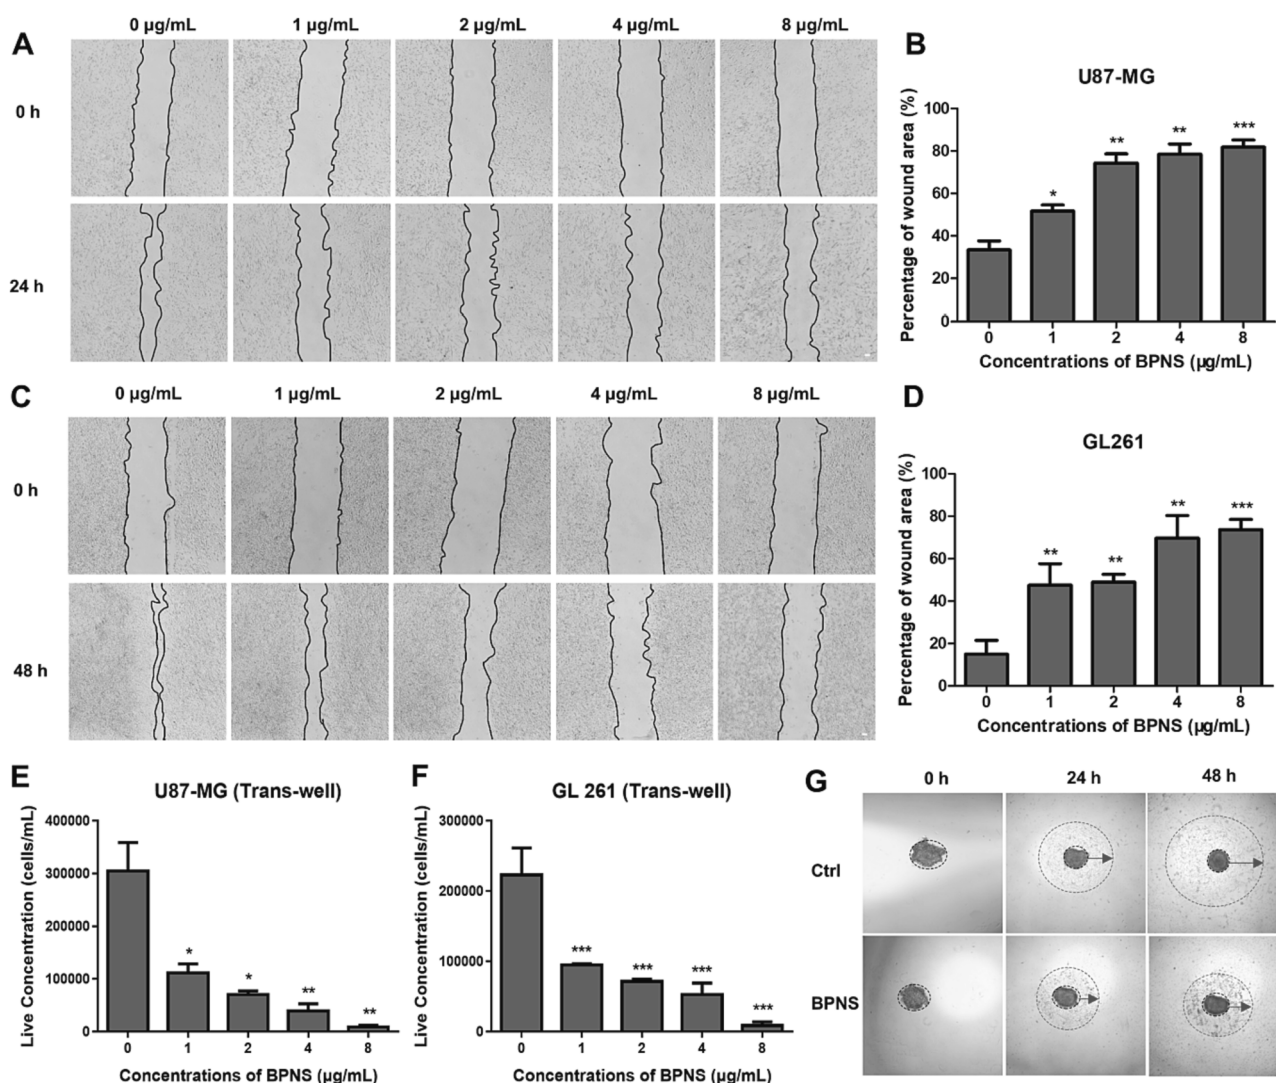 A
0 µg/mL 1 µg/mL 2 µg/mL 4 µg/mL 8 µg/mL
0 h
24 h
B
U87-MG
Percentage of wound area (%)
100
80
60
40
20
0
* ** ** ***
0 1 2 4 8
Concentrations of BPNS (µg/mL)
C
0 µg/mL 1 µg/mL 2 µg/mL 4 µg/mL 8 µg/mL
0 h
48 h
D
GL261
Percentage of wound area (%)
100
80
60
40
20
0
** ** ** ***
0 1 2 4 8
Concentrations of BPNS (µg/mL)
E
U87-MG (Trans-well)
Live Concentration (cells/mL)
400000
300000
200000
100000
0
* * ** **
0 1 2 4 8
Concentrations of BPNS (µg/mL)
F
GL 261 (Trans-well)
Live Concentration (cells/mL)
300000
200000
100000
0
*** *** *** ***
0 1 2 4 8
Concentrations of BPNS (µg/mL)
G
0 h 24 h 48 h
Ctrl
BPNS